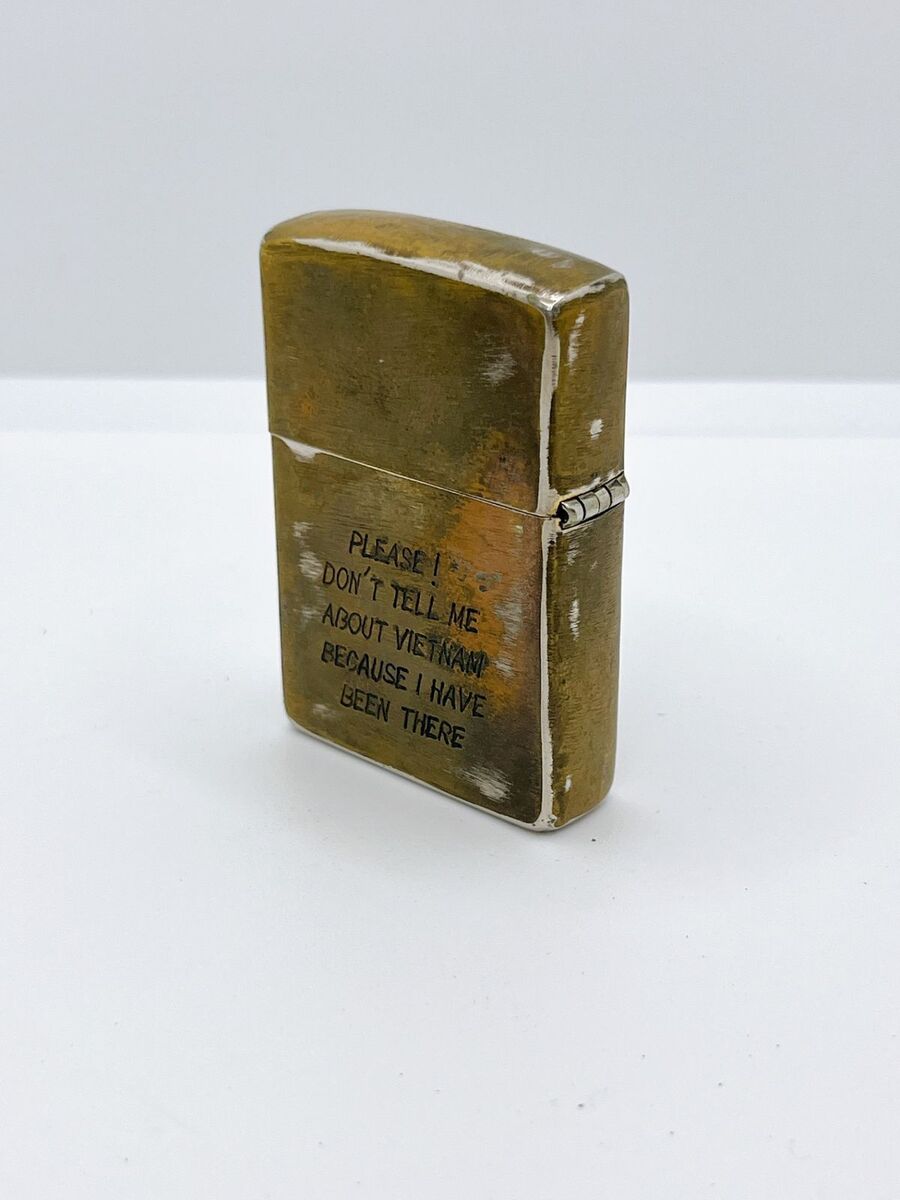 PLEASE!
DON'T TELL ME
ABOUT VIETNAM
BECAUSE I HAVE
BEEN THERE